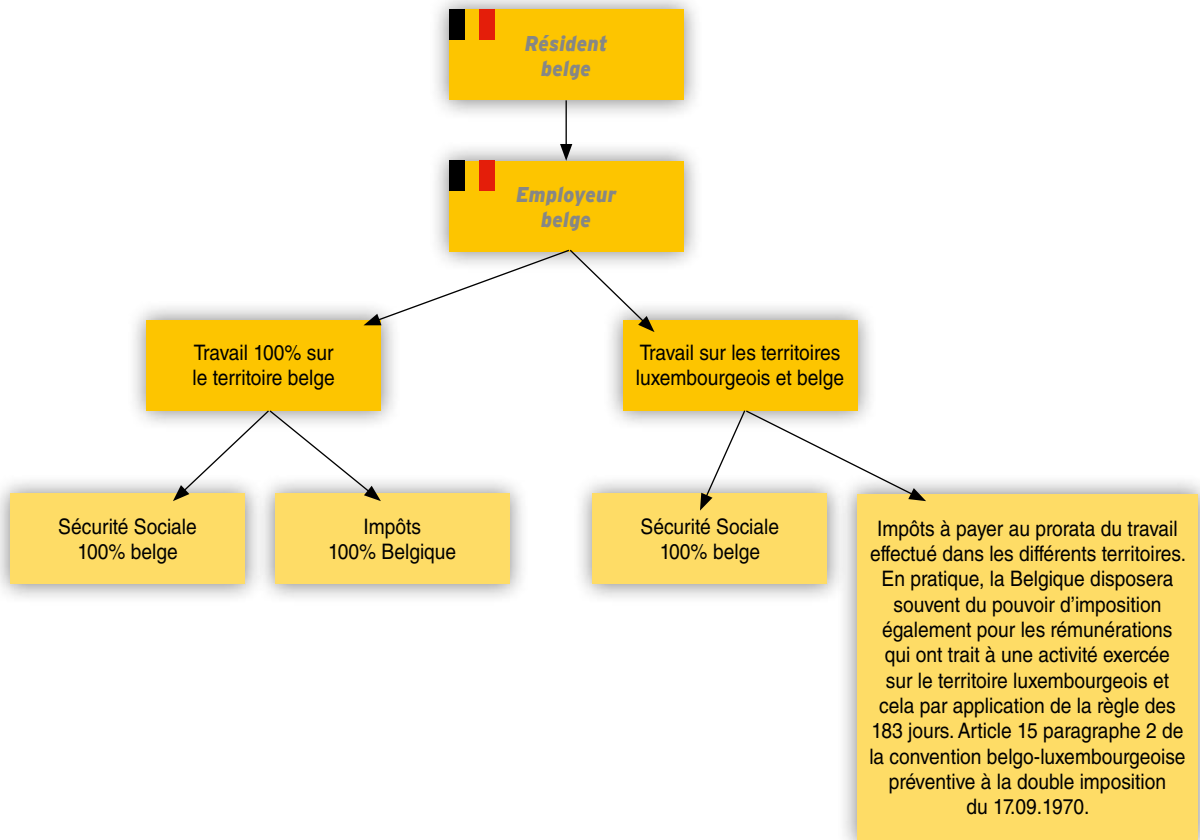 Résident
belge
Employeur
belge
Travail 100% sur
le territoire belge
Travail sur les territoires
luxembourgeois et belge
Sécurité Sociale
100% belge
Impôts
100% Belgique
Sécurité Sociale
100% belge
Impôts à payer au prorata du travail
effectué dans les différents territoires.
En pratique, la Belgique disposera
souvent du pouvoir d’imposition
également pour les rémunérations
qui ont trait à une activité exercée
sur le territoire luxembourgeois et
cela par application de la règle des
183 jours. Article 15 paragraphe 2 de
la convention belgo-luxembourgeoise
préventive à la double imposition
du 17.09.1970.